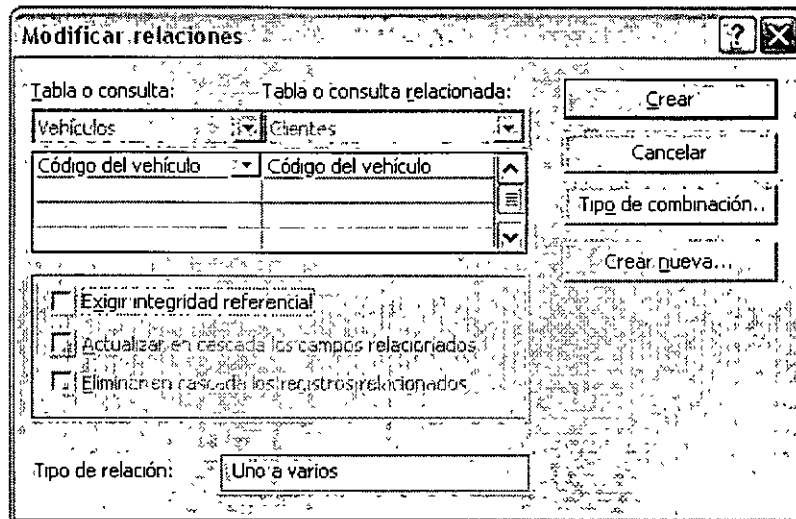 Modificar relaciones
Tabla o consulta: Tabla o consulta relacionada:
Vehículos Clientes
Código del vehículo Código del vehículo
Exigir integridad referencial
Actualizar en cascada los campos relacionados
Eliminar en cascada los registros relacionados
Tipo de relación: Uno a varios
Crear
Cancelar
Tipo de combinación..
Crear nueva...